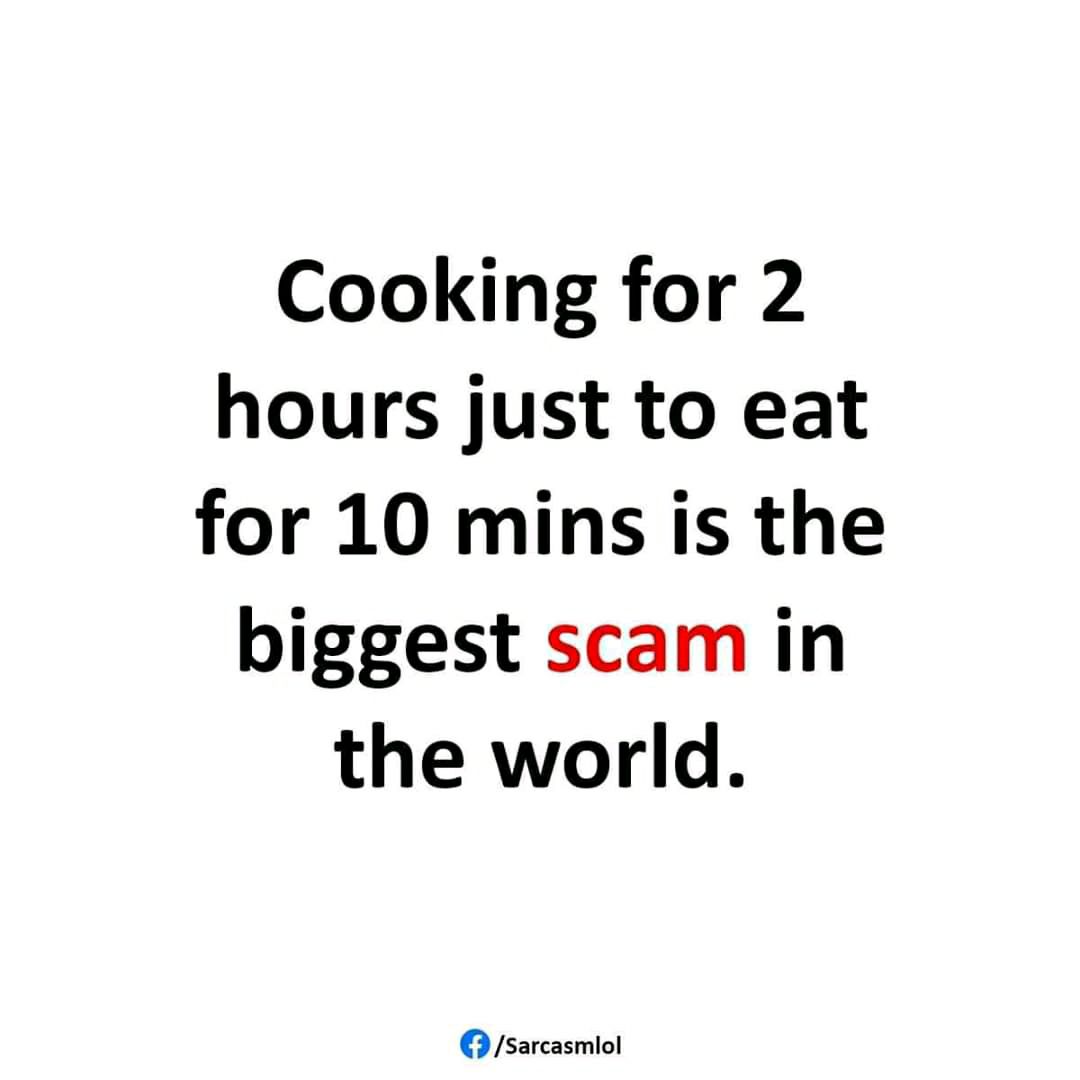 Cooking for 2
hours just to eat
for 10 mins is the
biggest scam in
the world.
/Sarcasmlol